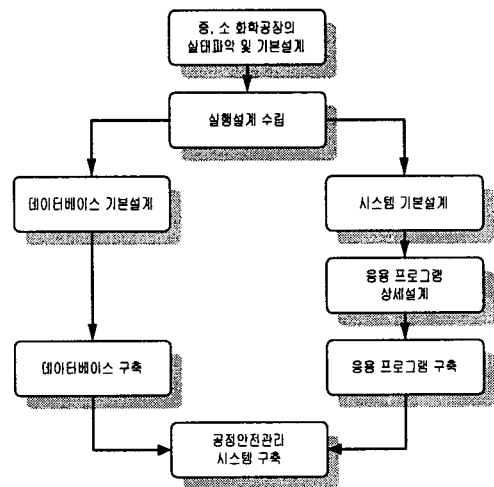 중, 소 화학공장의
실태파악 및 기본설계
실행설계 수립
데이터베이스 기본설계
시스템 기본설계
응용 프로그램
상세설계
데이터베이스 구축
응용 프로그램 구축
공정안전관리
시스템 구축